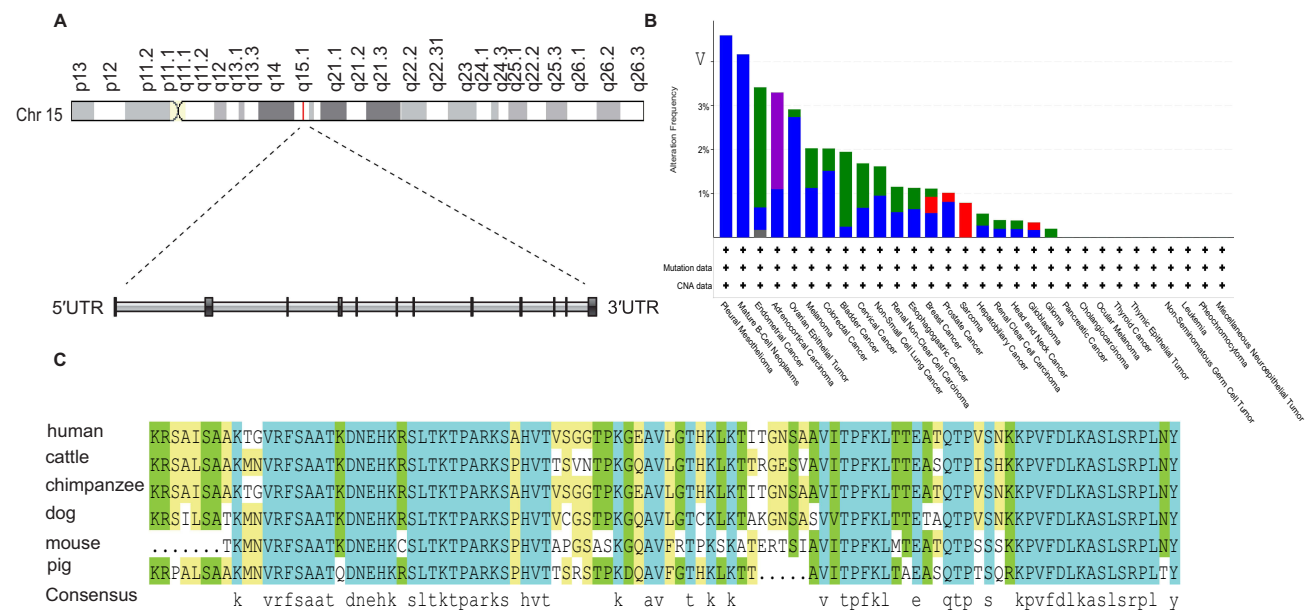 A
p13 p12 p11.2 p11.1 q11.1 q11.2 q12 q13.1 q13.3 q14 q15.1 q21.1 q21.2 q21.3 q22.2 q22.31 q23 q24.1 q24.3 q25.1 q22.2 q25.3 q26.1 q26.2 q26.3
Chr 15
5′UTR 3′UTR
B
V
3%
2%
1%
Alteration Frequency
Mutation data
CNA data
Pleural Mesothelioma
Mature B-Cell Neoplasms
Endometrial Cancer
Adrenocortical Carcinoma
Ovarian Epithelial Tumor
Melanoma
Colorectal Cancer
Bladder Cancer
Cervical Cancer
Non-Small Cell Lung Cancer
Renal Non-Clear Cell Carcinoma
Esophagogastric Cancer
Breast Cancer
Prostate Cancer
Sarcoma
Hepatobiliary Cancer
Renal Clear Cell Carcinoma
Head and Neck Cancer
Glioblastoma
Glioma
Pancreatic Cancer
Cholangiocarcinoma
Ocular Melanoma
Thyroid Cancer
Thymic Epithelial Tumor
Non-Seminomatous Germ Cell Tumor
Leukemia
Pheochromocytoma
Miscellaneous Neuroepithelial Tumor
C
human KRSAISAAKTGVRFSAATKDNEHKRSLTKTPARKSAHVTVSGGTPKGEAVLGTHKLKTITGNSAAVITPFKLTTEATQTPVSNKKPVFDLKASLSRPLNY
cattle KRSALSAAKMNVRFSAATKDNEHKRSLTKTPARKSPHVTTSVNTPKGQAVLGTHKLKTTRGESVAVITPFKLTTEASQTPISHKKPVFDLKASLSRPLNY
chimpanzee KRSAISAAKTGVRFSAATKDNEHKRSLTKTPARKSAHVTVSGGTPKGEAVLGTHKLKTITGNSAAVITPFKLTTEATQTPVSNKKPVFDLKASLSRPLNY
dog KRSILSATKMNVRFSAATKDNEHKRSLTKTPARKSPHVTVCGSTPKGQAVLGTCKLKTAKGNSASVVTPFKLTTETAQTPVSNKKPVFDLKASLSRPLNY
mouse .......TKMNVRFSAATKDNEHKCSLTKTPARKSPHVTAPGSASKGQAVFRTPKSKATERTSIAVITPFKLMTEATQTPSSSKKPVFDLKASLSRPLNY
pig KRPALSAAKMNVRFSAATQDNEHKRSLTKTPARKSPHVTTSRSTPKDQAVFGTHKLKTT.....AVITPFKLTAEASQTPTSQRKPVFDLKASLSRPLTY
Consensus k vrfsaat dnehk sltktparks hvt k av t k k v tpfkl e qtp s kpvfdlkaslsrpl y